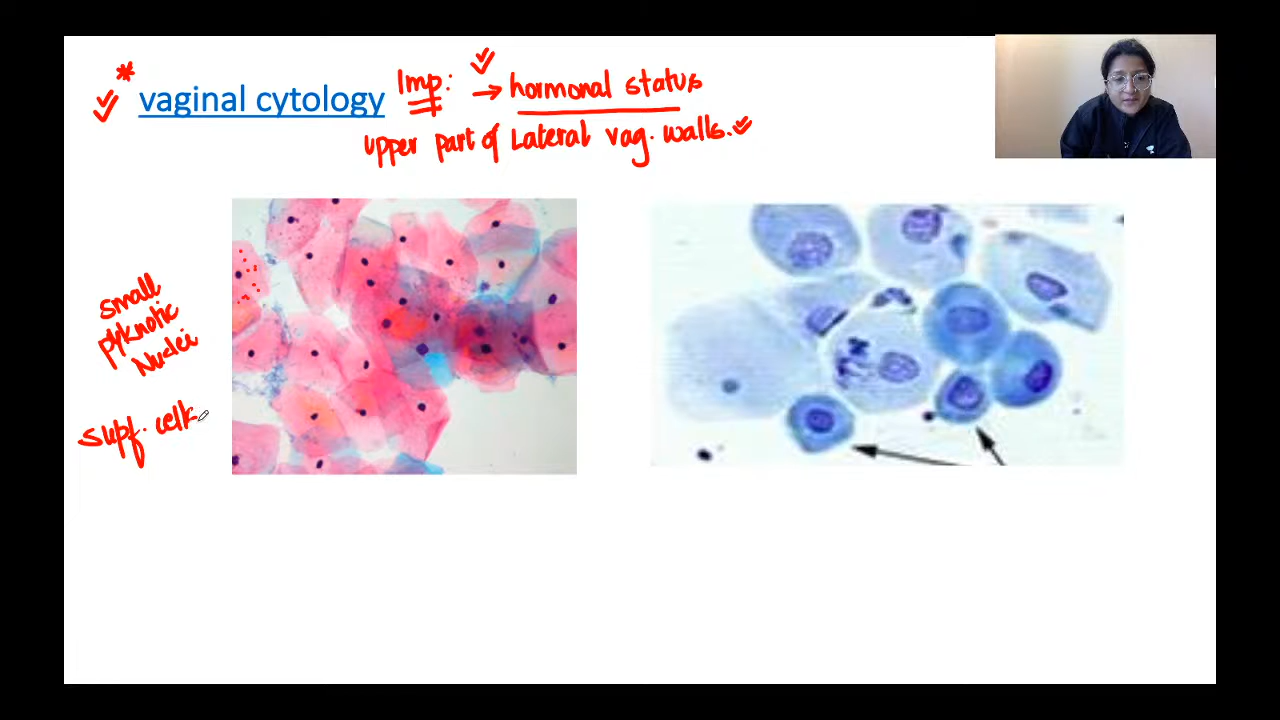 vaginal cytology
Imp: → hormonal status
upper part of Lateral vag. walls.
small
pyknotic
Nuclei
Supf. cells